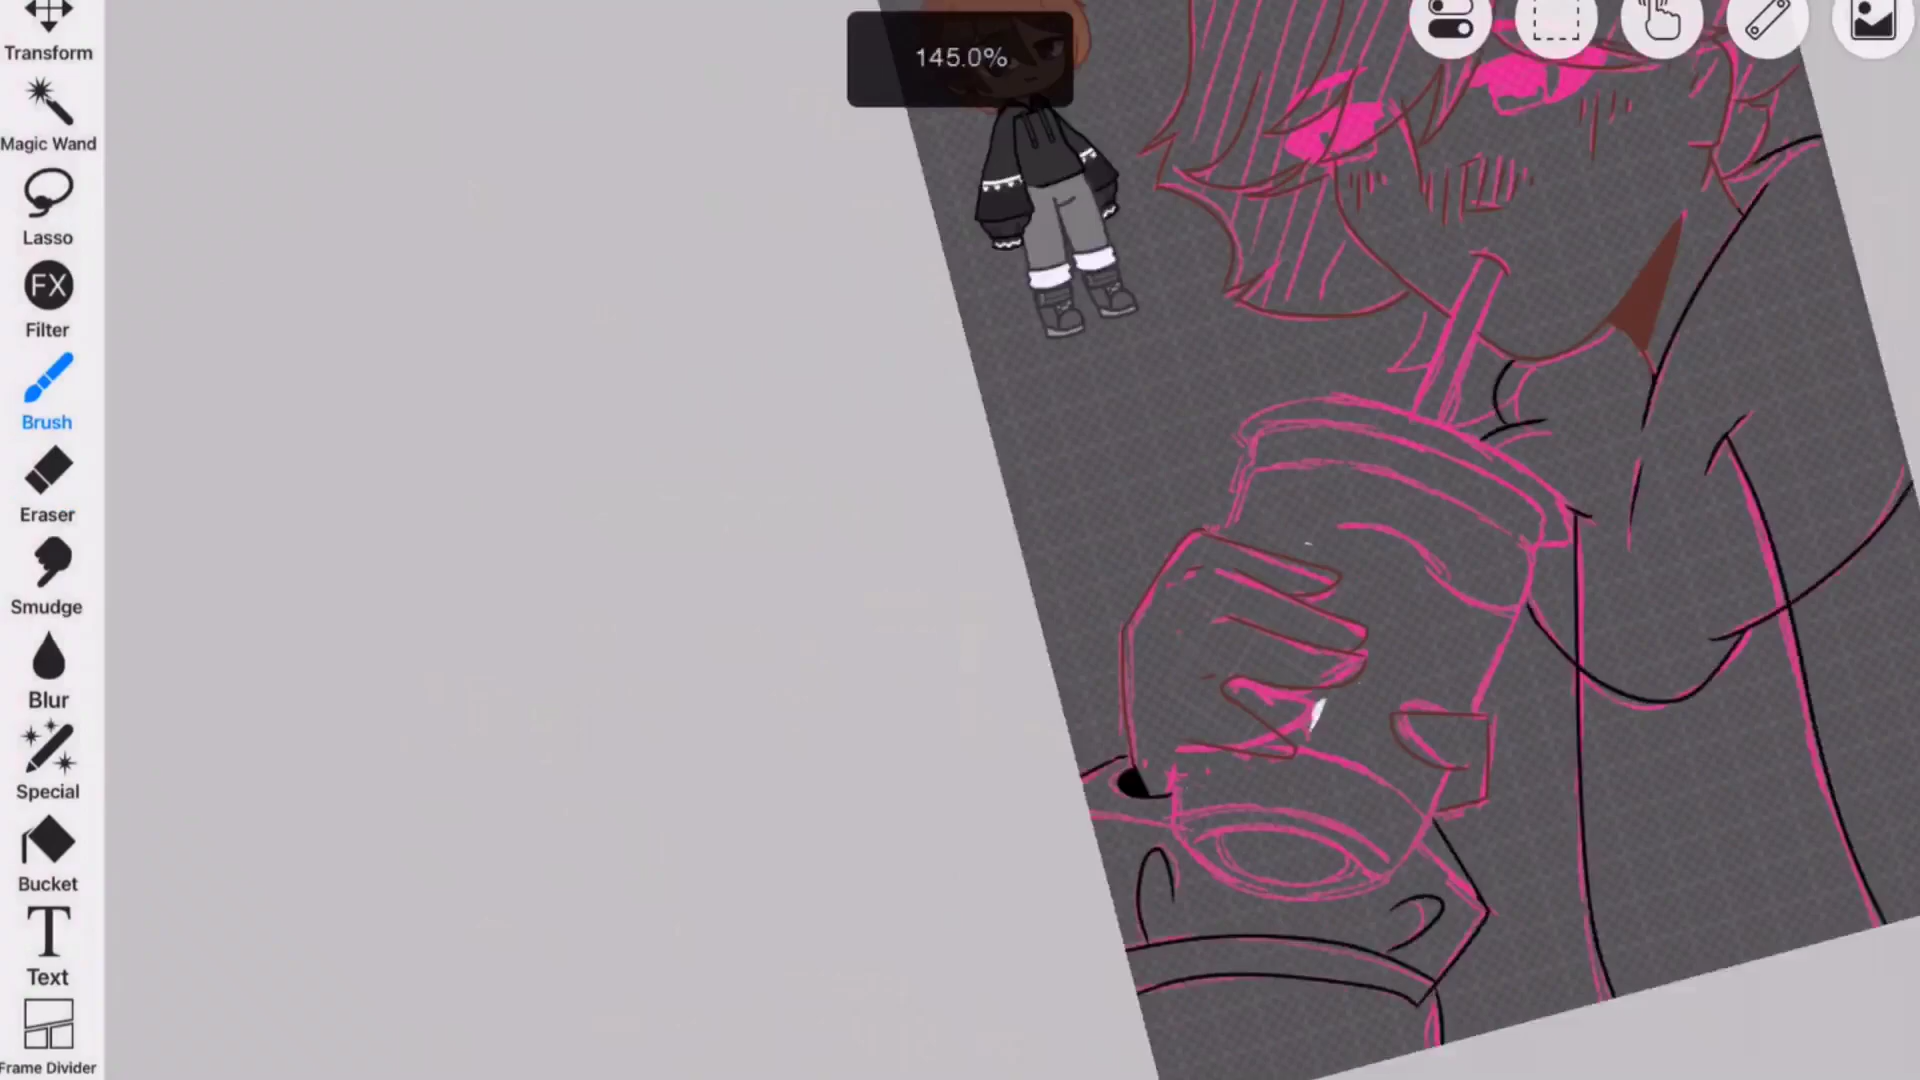 Transform
Magic Wand
Lasso
FX
Filter
Brush
Eraser
Smudge
Blur
Special
Bucket
T
Text
Frame Divider
145.0%